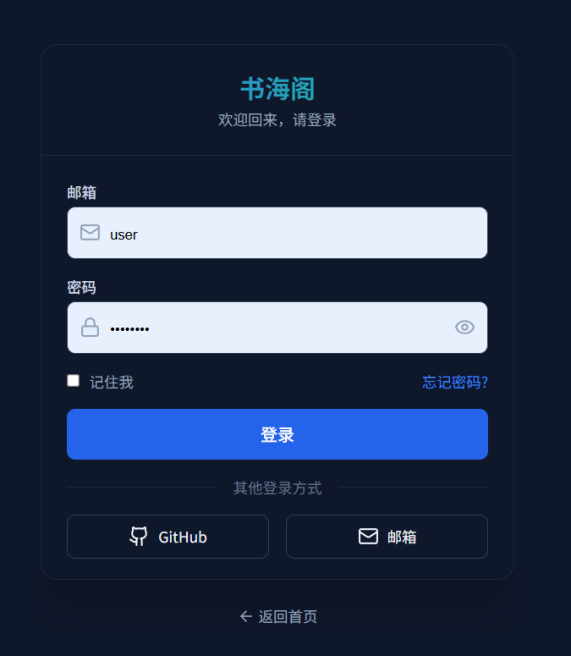 书海阁
欢迎回来，请登录
邮箱
user
密码
••••••••
记住我 忘记密码?
登录
其他登录方式
GitHub 邮箱
← 返回首页